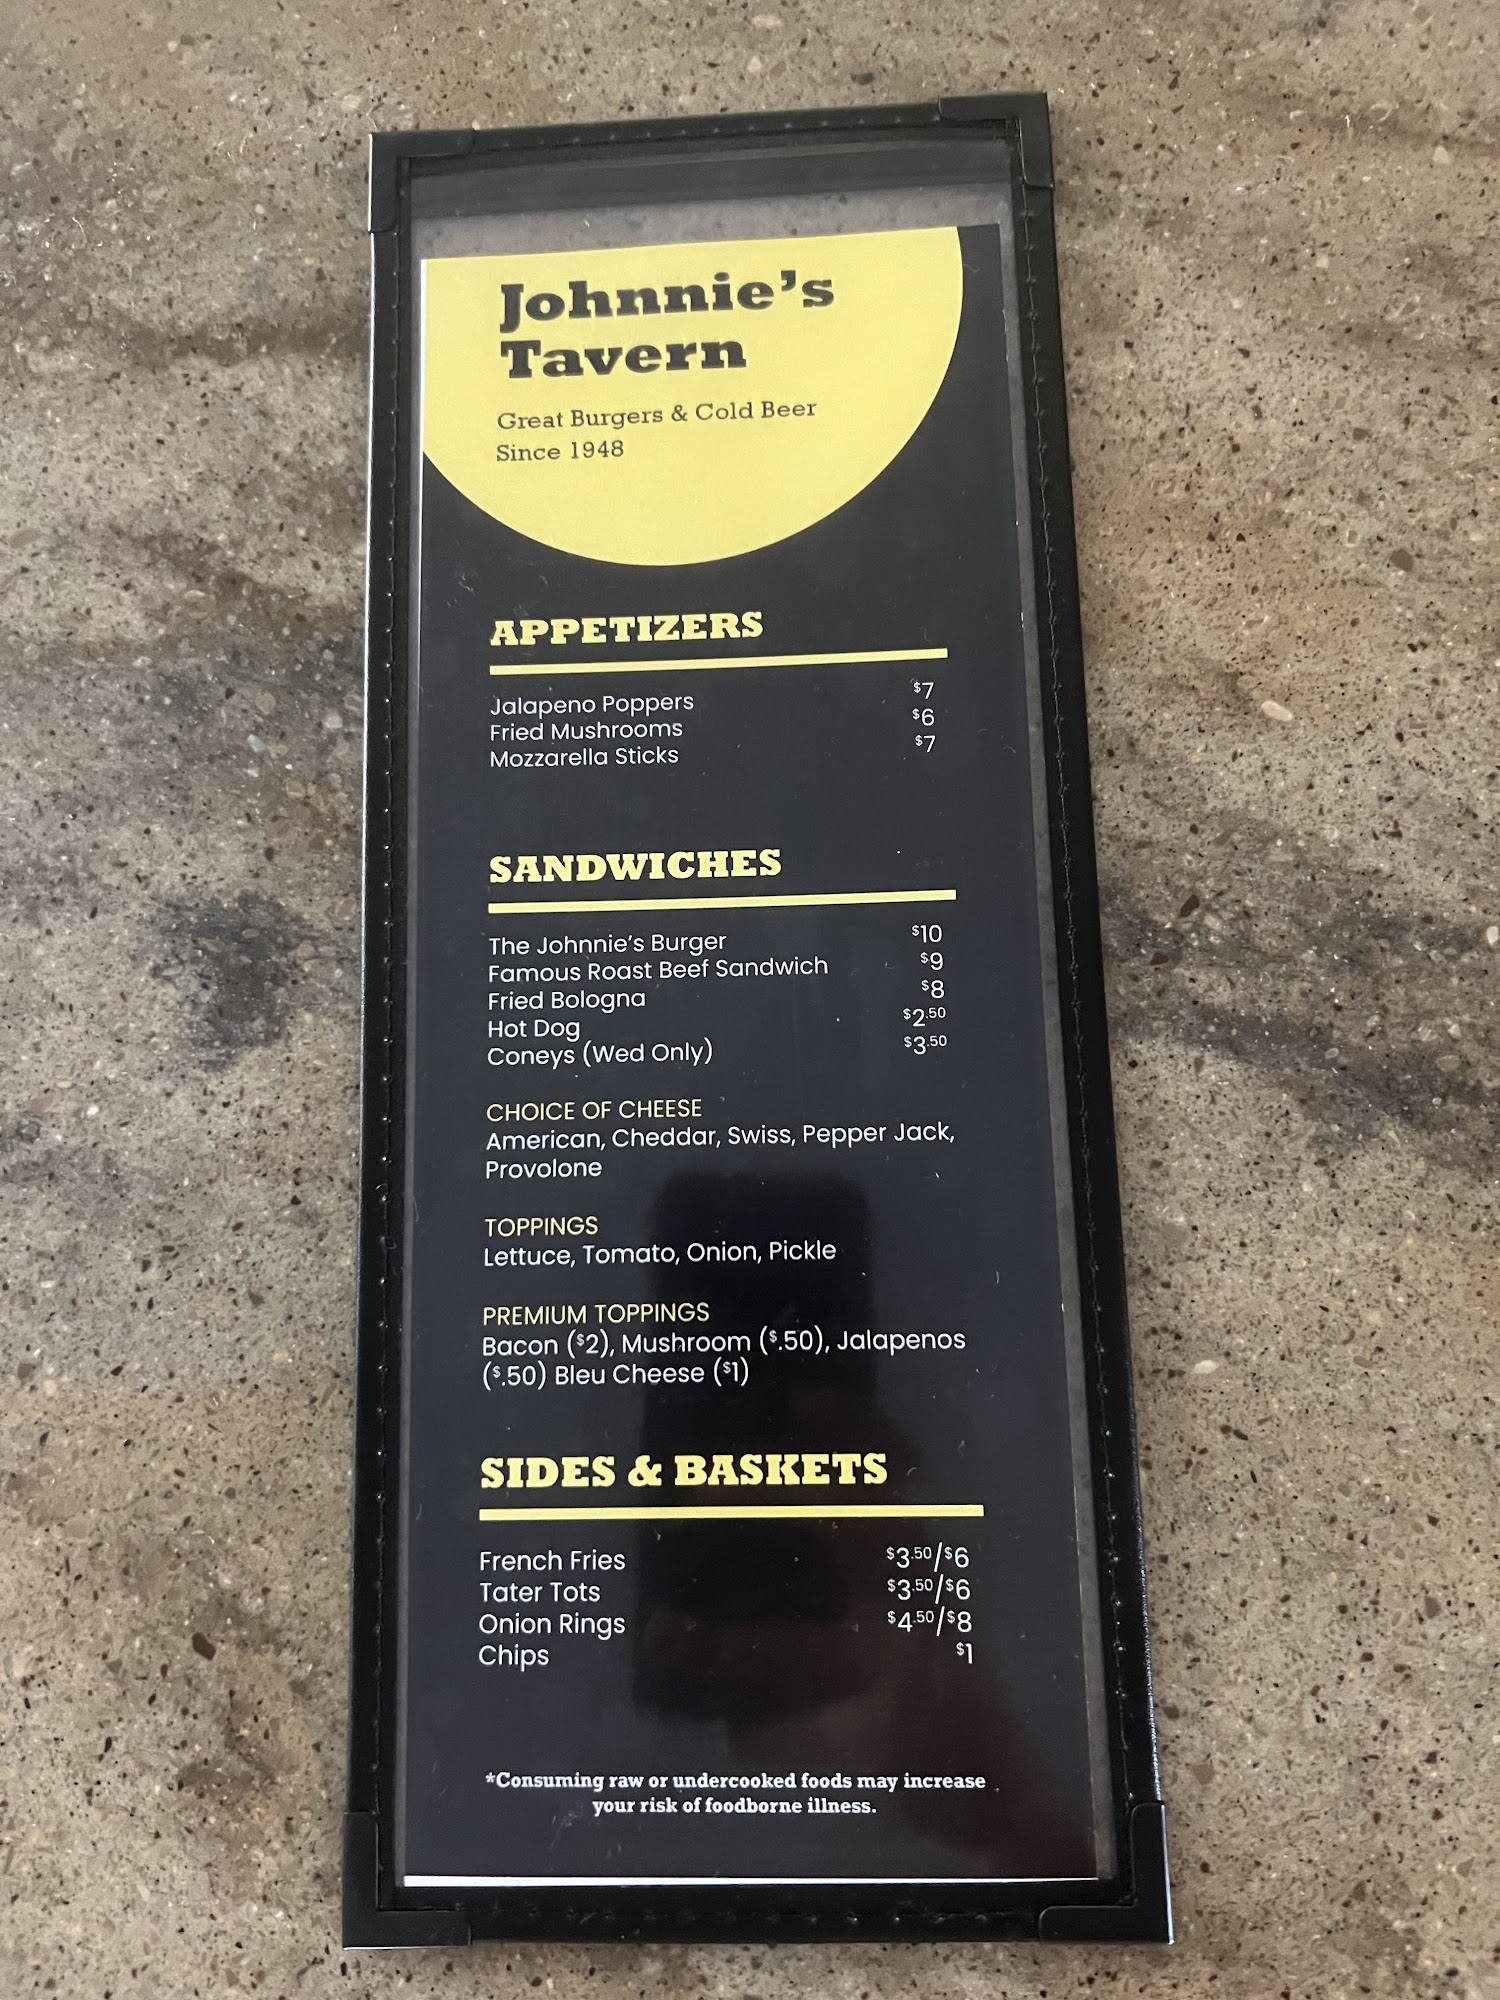 Johnnie's
Tavern
Great Burgers & Cold Beer
Since 1948
APPETIZERS
Jalapeno Poppers $7
Fried Mushrooms $6
Mozzarella Sticks $7
SANDWICHES
The Johnnie's Burger $10
Famous Roast Beef Sandwich $9
Fried Bologna $8
Hot Dog $2.50
Coneys (Wed Only) $3.50
CHOICE OF CHEESE
American, Cheddar, Swiss, Pepper Jack,
Provolone
TOPPINGS
Lettuce, Tomato, Onion, Pickle
PREMIUM TOPPINGS
Bacon ($2), Mushroom ($.50), Jalapenos
($.50) Bleu Cheese ($1)
SIDES & BASKETS
French Fries $3.50/$6
Tater Tots $3.50/$6
Onion Rings $4.50/$8
Chips $1
*Consuming raw or undercooked foods may increase
your risk of foodborne illness.